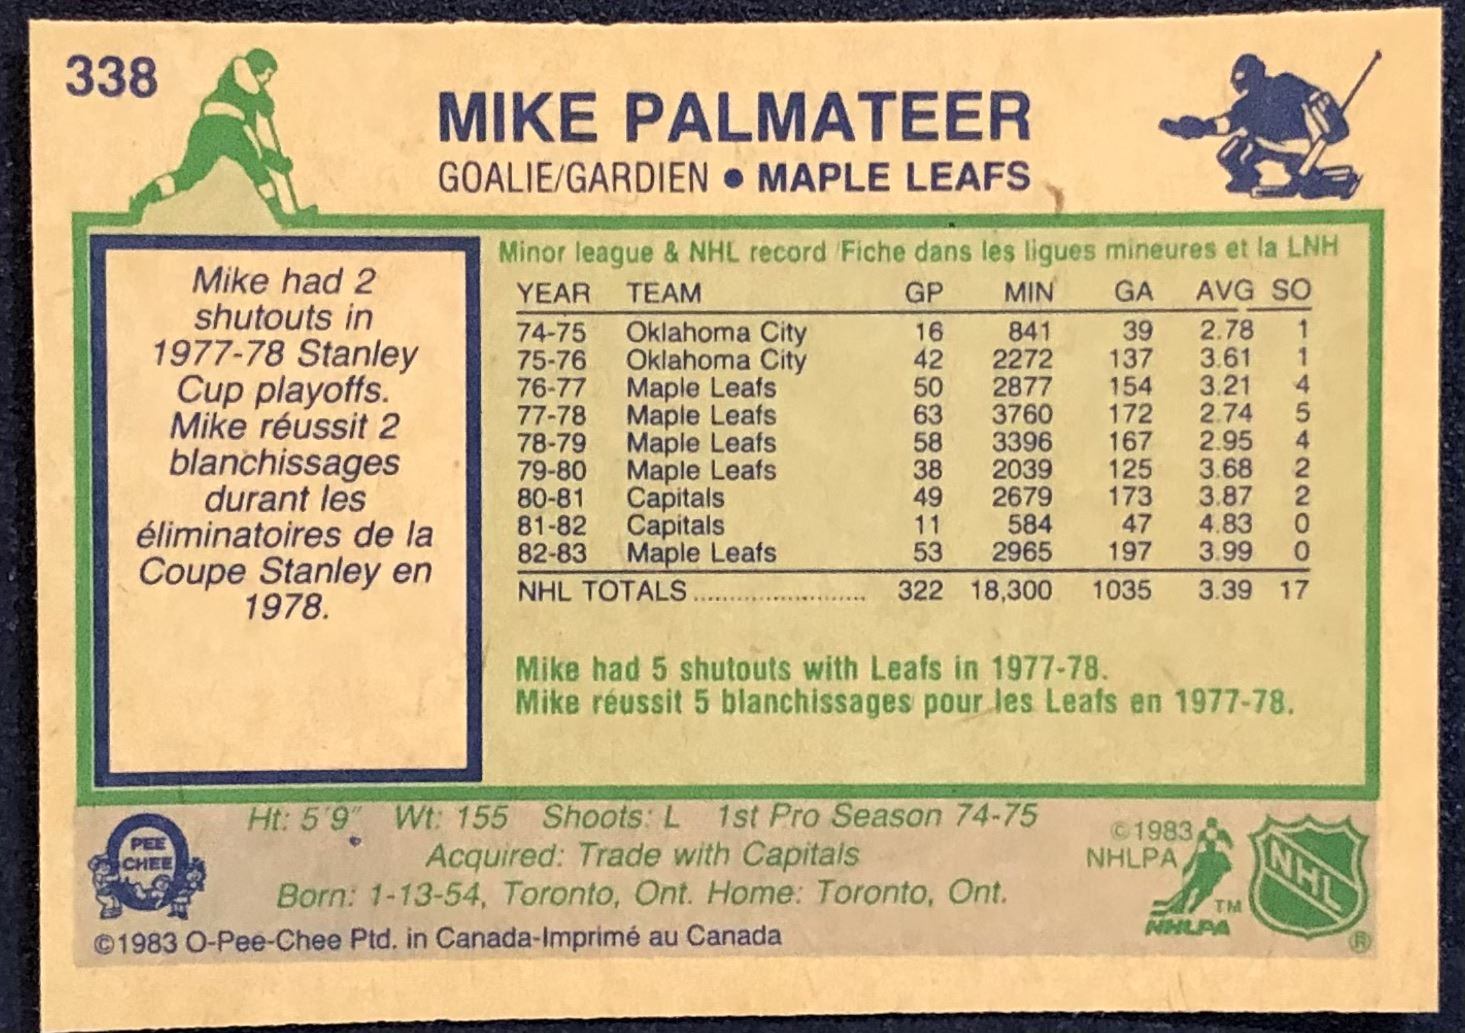 338
MIKE PALMATEER
GOALIE/GARDIEN • MAPLE LEAFS
Mike had 2
shutouts in
1977-78 Stanley
Cup playoffs.
Mike réussit 2
blanchissages
durant les
éliminatoires de la
Coupe Stanley en
1978.
Minor league & NHL record/Fiche dans les ligues mineures et la LNH
YEAR TEAM GP MIN GA AVG SO
74-75 Oklahoma City 16 841 39 2.78 1
75-76 Oklahoma City 42 2272 137 3.61 1
76-77 Maple Leafs 50 2877 154 3.21 4
77-78 Maple Leafs 63 3760 172 2.74 5
78-79 Maple Leafs 58 3396 167 2.95 4
79-80 Maple Leafs 38 2039 125 3.68 2
80-81 Capitals 49 2679 173 3.87 2
81-82 Capitals 11 584 47 4.83 0
82-83 Maple Leafs 53 2965 197 3.99 0
NHL TOTALS........................ 322 18,300 1035 3.39 17
Mike had 5 shutouts with Leafs in 1977-78.
Mike réussit 5 blanchissages pour les Leafs en 1977-78.
Ht: 5'9" Wt: 155 Shoots: L 1st Pro Season 74-75
Acquired: Trade with Capitals
Born: 1-13-54, Toronto, Ont. Home: Toronto, Ont.
©1983 O-Pee-Chee Ptd. in Canada-Imprimé au Canada
PEE
CHEE
©1983
NHLPA
TM
NHLPA
NHL
®